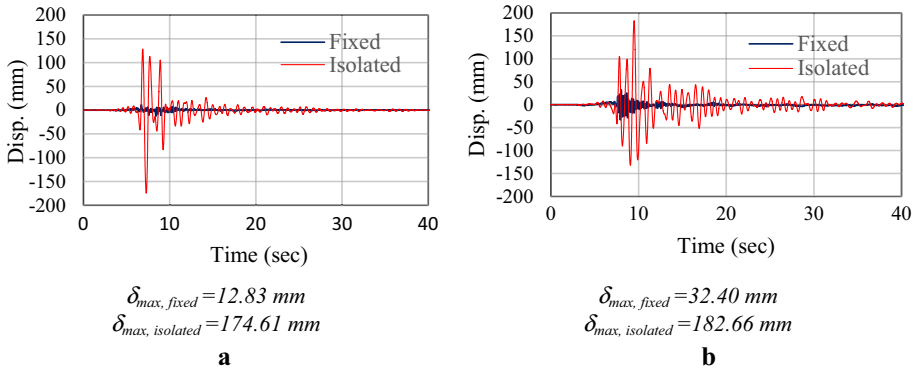 200
150
100
50
0
-50
-100
-150
-200
Disp. (mm)
Fixed
Isolated
0
10
20
30
40
Time (sec)
δmax, fixed =12.83 mm
δmax, isolated =174.61 mm
a
200
150
100
50
0
-50
-100
-150
-200
Disp. (mm)
Fixed
Isolated
0
10
20
30
40
Time (sec)
δmax, fixed =32.40 mm
δmax, isolated =182.66 mm
b